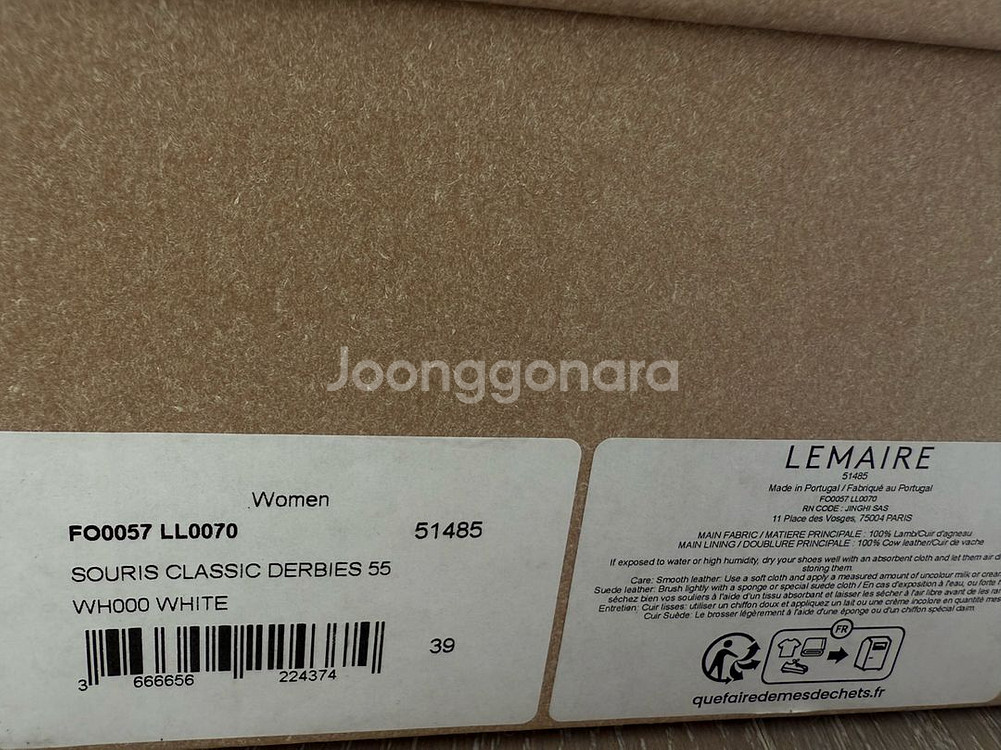 Joonggonara
Women
FO0057 LL0070 51485
SOURIS CLASSIC DERBIES 55
WH000 WHITE
39
3 666656 224374
LEMAIRE
51485
Made in Portugal / Fabriqué au Portugal
FO0057 LL0070
RN CODE : JINGHI SAS
11 Place des Vosges, 75004 PARIS
MAIN FABRIC / MATIERE PRINCIPALE : 100% Lamb/Cuir d'agneau
MAIN LINING / DOUBLURE PRINCIPALE : 100% Cow leather/Cuir de vache
If exposed to water or high humidity, dry your shoes well with an absorbent cloth and let them air
storing them.
Care: Smooth leather: Use a soft cloth and apply a measured amount of uncolour milk or
Suede leather: Brush lightly with a sponge or special suede cloth / En cas d'exposition à l'eau, ou forte
séchez bien vos souliers à l'aide d'un tissu absorbant et laisser les sécher à l'air libre avant de les
Entretien: Cuir lisses: utiliser un chiffon doux et appliquez un lait ou une crème incolore en quantité
Cuir Suède: Le brosser légèrement à l'aide d'une éponge ou d'un chiffon spécial daim.
FR
quefairedemesdechets.fr